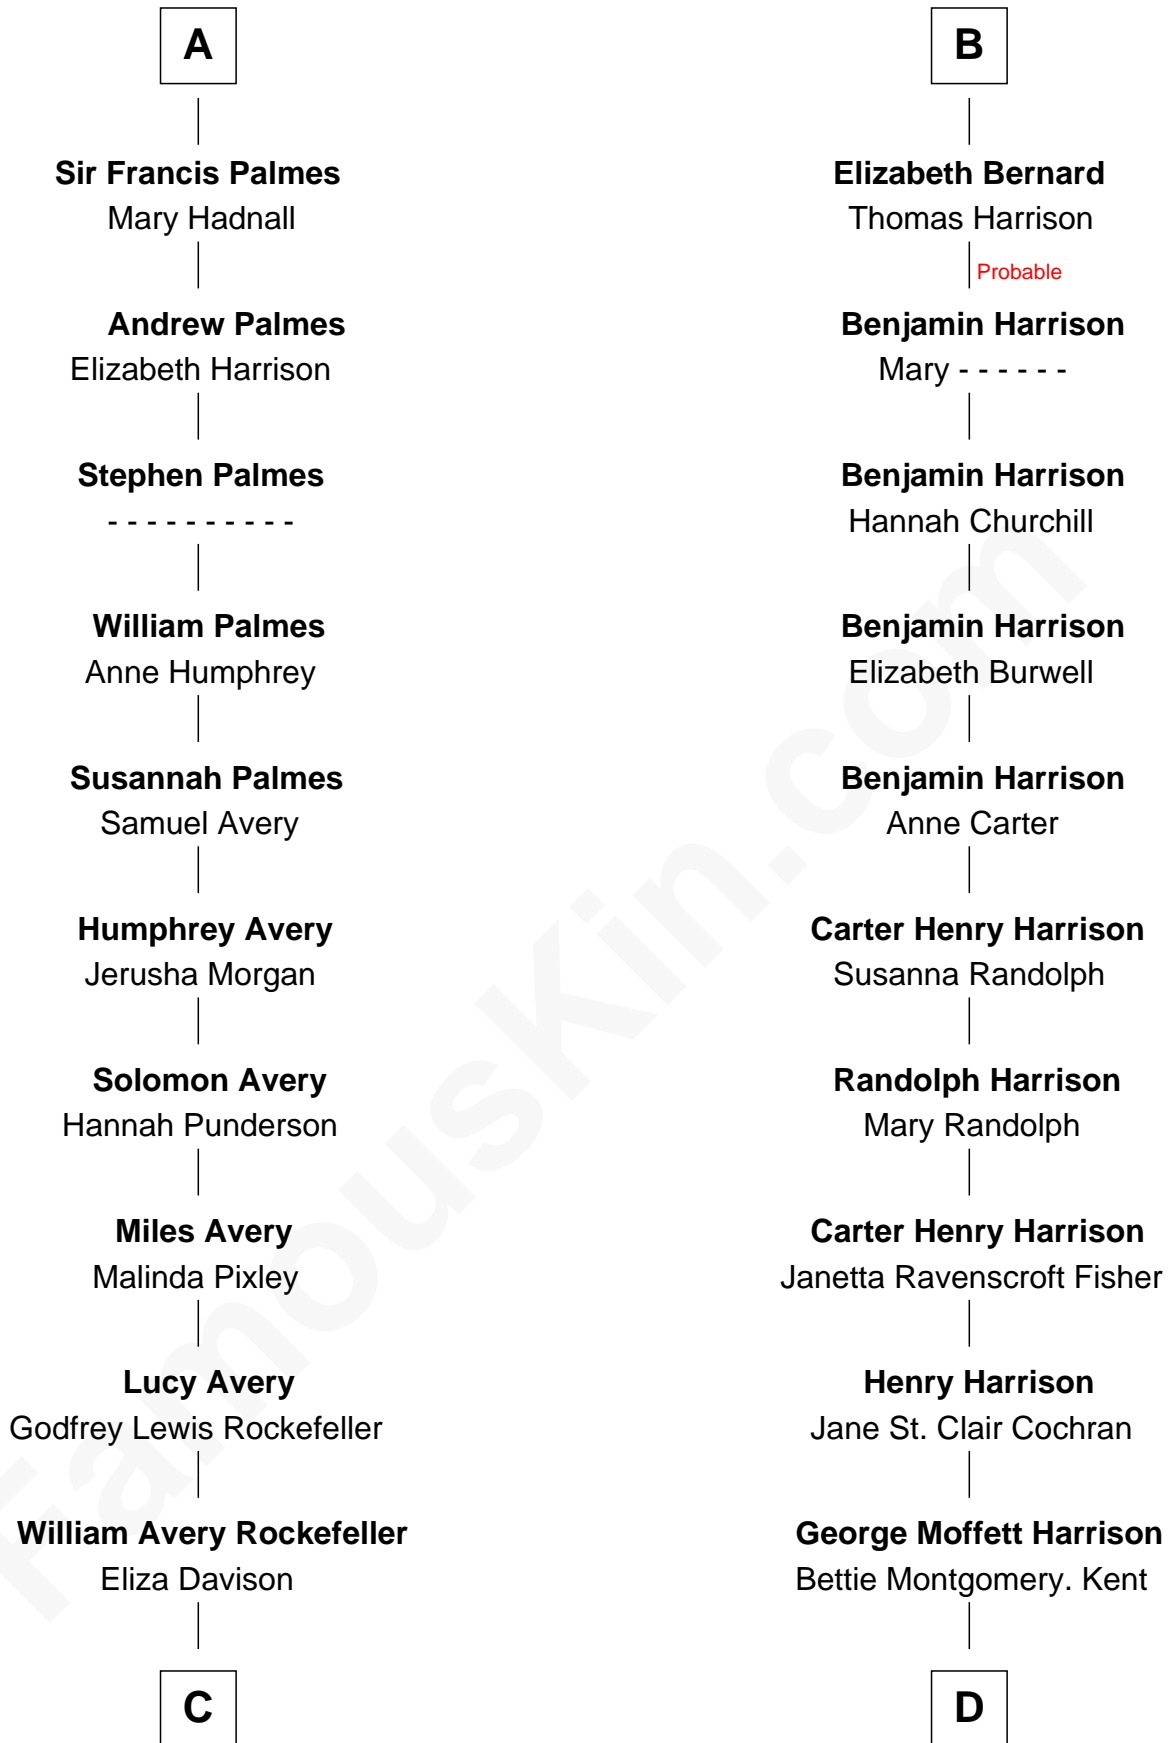 A
Sir Francis Palmes
Mary Hadnall
Andrew Palmes
Elizabeth Harrison
Stephen Palmes
- - - - - - - - - -
William Palmes
Anne Humphrey
Susannah Palmes
Samuel Avery
Humphrey Avery
Jerusha Morgan
Solomon Avery
Hannah Punderson
Miles Avery
Malinda Pixley
Lucy Avery
Godfrey Lewis Rockefeller
William Avery Rockefeller
Eliza Davison
C
B
Elizabeth Bernard
Thomas Harrison
Probable
Benjamin Harrison
Mary - - - - - -
Benjamin Harrison
Hannah Churchill
Benjamin Harrison
Elizabeth Burwell
Benjamin Harrison
Anne Carter
Carter Henry Harrison
Susanna Randolph
Randolph Harrison
Mary Randolph
Carter Henry Harrison
Janetta Ravenscroft Fisher
Henry Harrison
Jane St. Clair Cochran
George Moffett Harrison
Bettie Montgomery. Kent
D
FamousKin.com